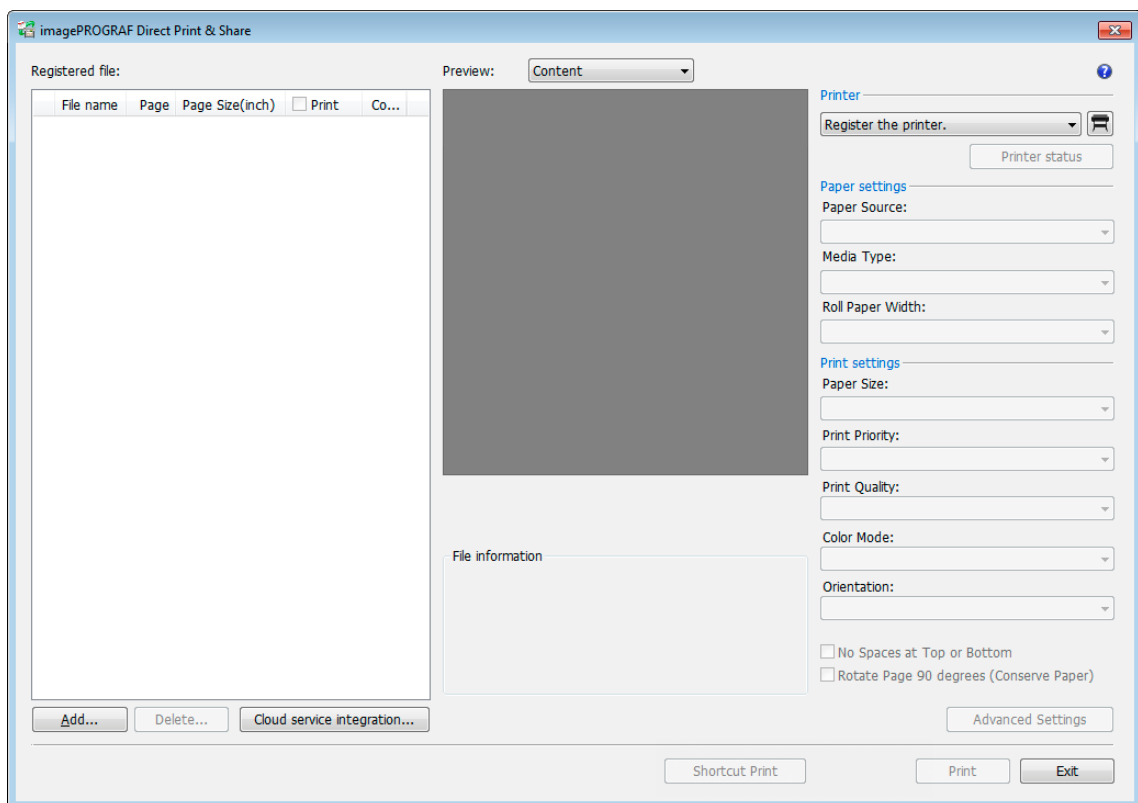 imagePROGRAF Direct Print & Share
Registered file:
File name Page Page Size(inch) Print Co...
Add... Delete... Cloud service integration...
Preview: Content
File information
Printer
Register the printer.
Printer status
Paper settings
Paper Source:
Media Type:
Roll Paper Width:
Print settings
Paper Size:
Print Priority:
Print Quality:
Color Mode:
Orientation:
No Spaces at Top or Bottom
Rotate Page 90 degrees (Conserve Paper)
Advanced Settings
Shortcut Print Print Exit